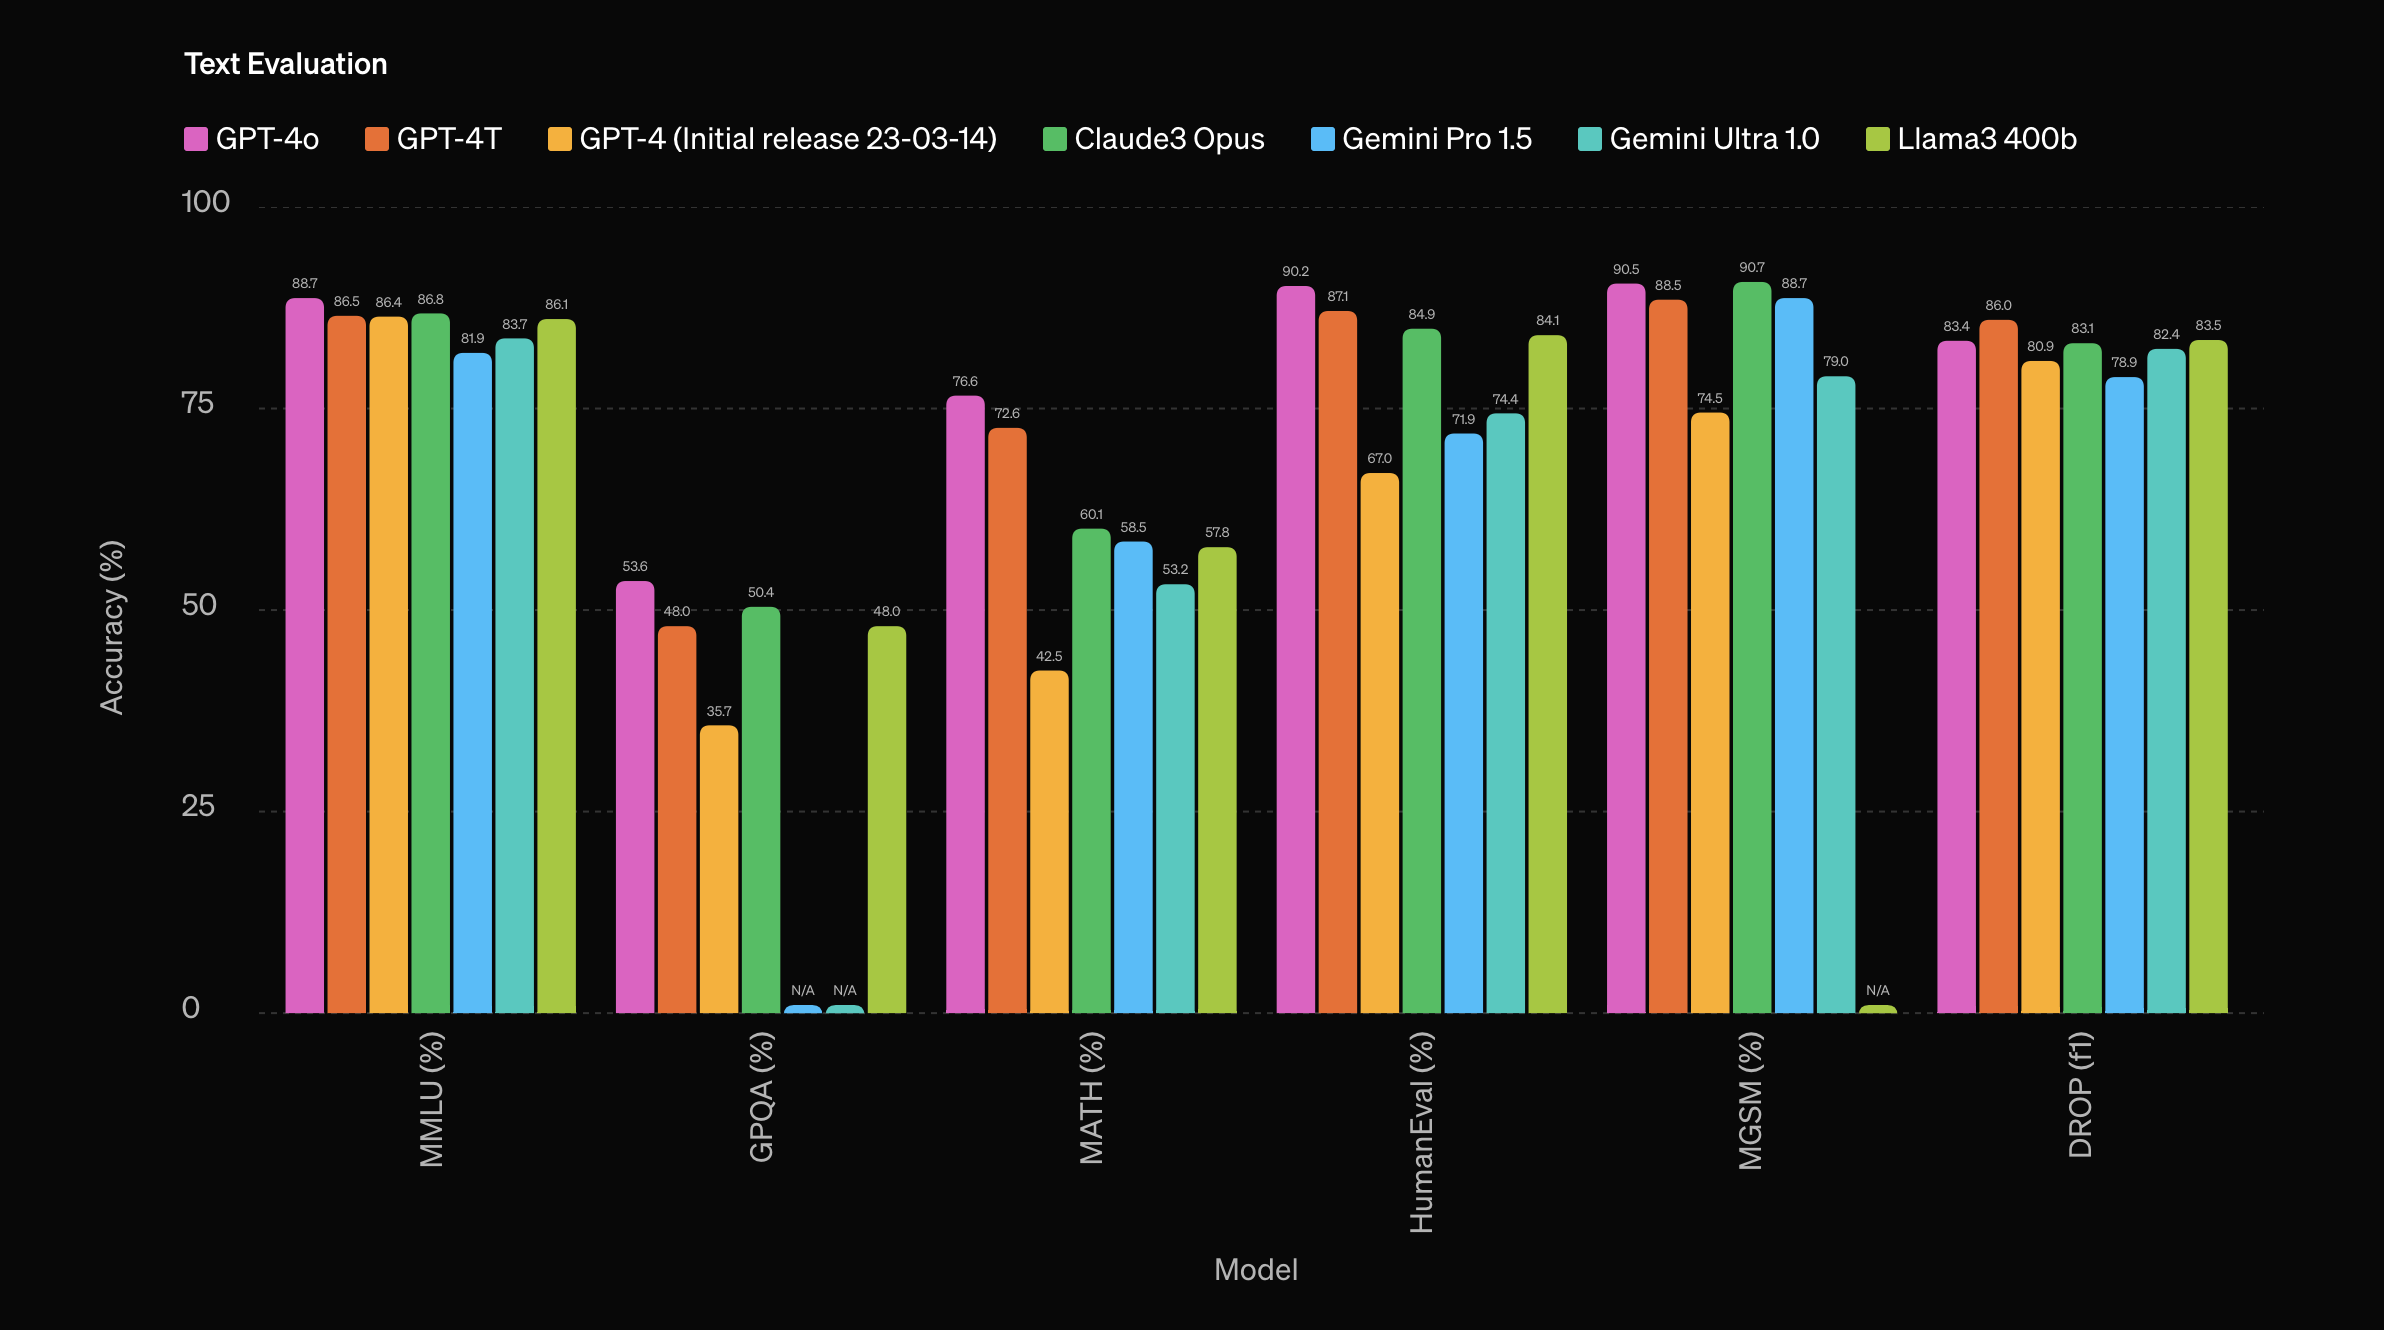 Text Evaluation
GPT-4o GPT-4T GPT-4 (Initial release 23-03-14) Claude3 Opus Gemini Pro 1.5 Gemini Ultra 1.0 Llama3 400b
100
75
50
25
0
Accuracy (%)
88.7 86.5 86.4 86.8 81.9 83.7 86.1
53.6 48.0 35.7 50.4 N/A N/A 48.0
76.6 72.6 42.5 60.1 58.5 53.2 57.8
90.2 87.1 67.0 84.9 71.9 74.4 84.1
90.5 88.5 74.5 90.7 88.7 79.0 N/A
83.4 86.0 80.9 83.1 78.9 82.4 83.5
MMLU (%)
GPQA (%)
MATH (%)
HumanEval (%)
MGSM (%)
DROP (f1)
Model